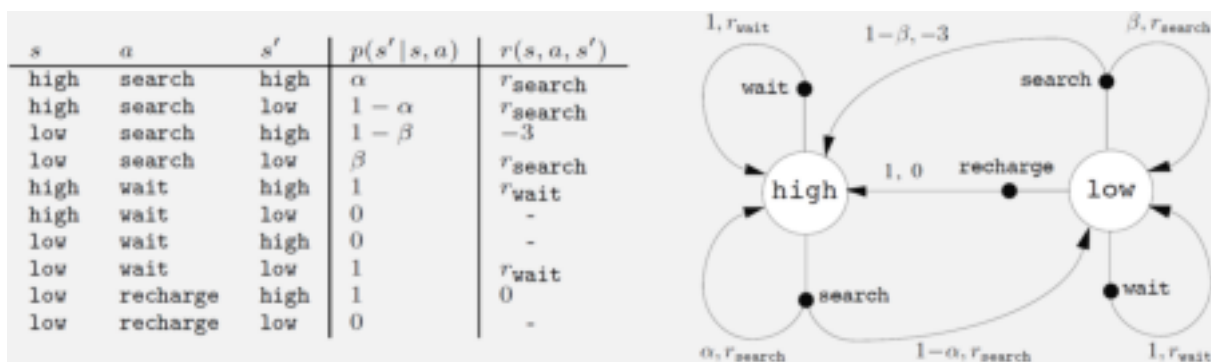 s a s′ p(s′|s, a) r(s, a, s′)
high search high α r_search
high search low 1 − α r_search
low search high 1 − β −3
low search low β r_search
high wait high 1 r_wait
high wait low 0 -
low wait high 0 -
low wait low 1 r_wait
low recharge high 1 0
low recharge low 0 -
1, r_wait
1−β, −3
β, r_search
wait
search
1, 0
recharge
high
low
search
wait
α, r_search
1−α, r_search
1, r_wait